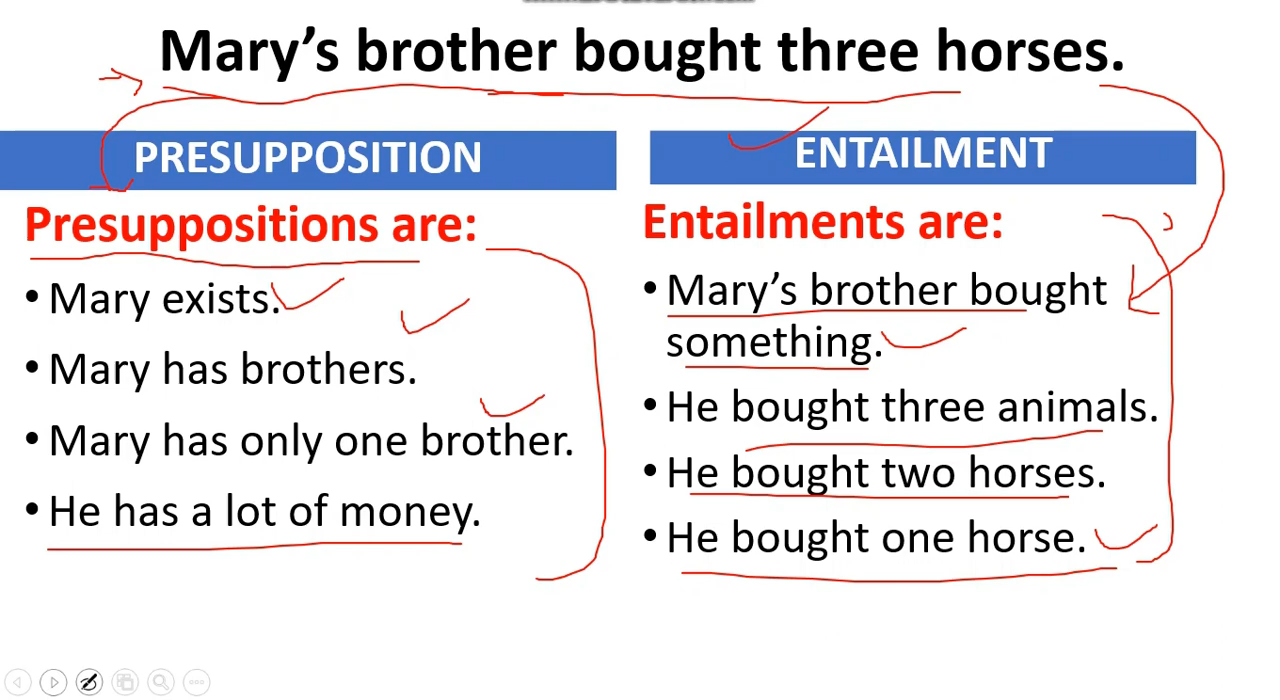 Mary’s brother bought three horses.
PRESUPPOSITION
Presuppositions are:
• Mary exists.
• Mary has brothers.
• Mary has only one brother.
• He has a lot of money.
ENTAILMENT
Entailments are:
• Mary’s brother bought
something.
• He bought three animals.
• He bought two horses.
• He bought one horse.